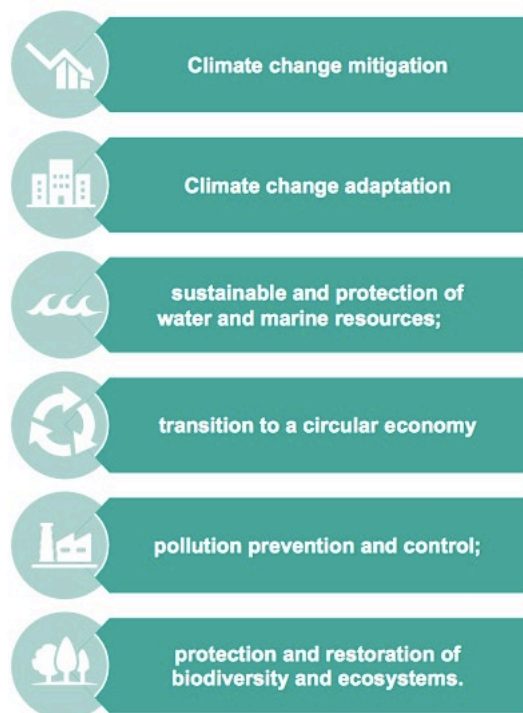 Climate change mitigation
Climate change adaptation
sustainable and protection of
water and marine resources;
transition to a circular economy
pollution prevention and control;
protection and restoration of
biodiversity and ecosystems.